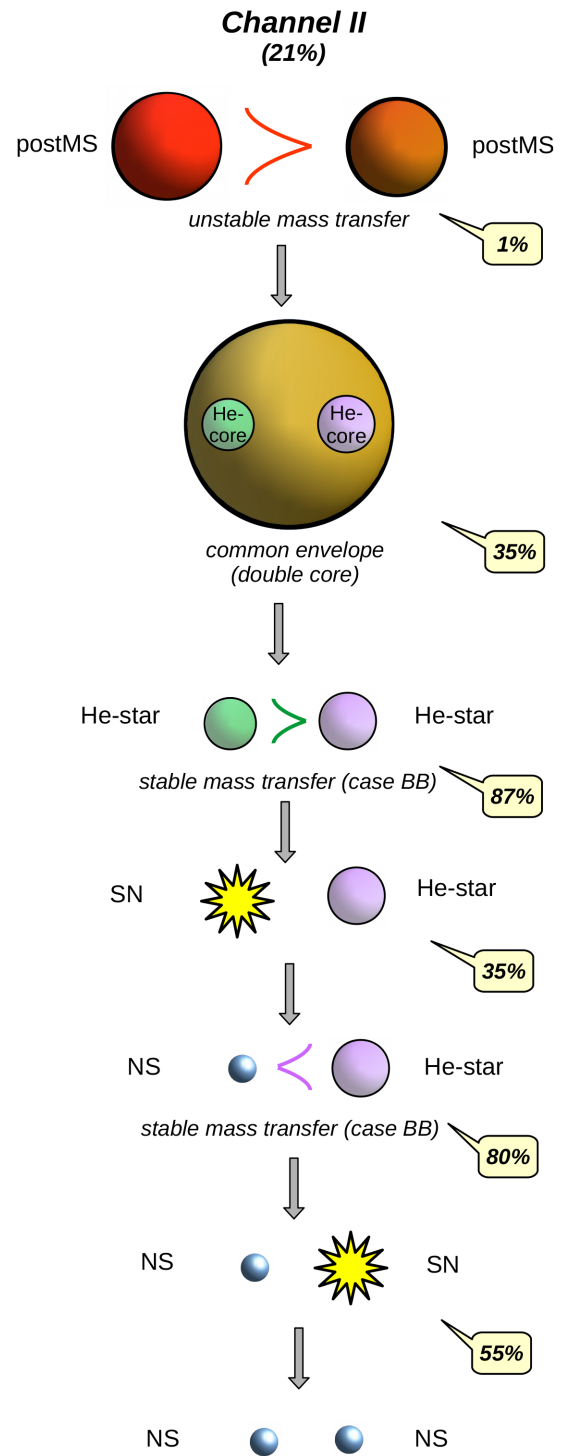 Channel II
(21%)
postMS
postMS
unstable mass transfer
1%
He-
core
He-
core
common envelope
(double core)
35%
He-star
He-star
stable mass transfer (case BB)
87%
SN
He-star
35%
NS
He-star
stable mass transfer (case BB)
80%
NS
SN
55%
NS
NS